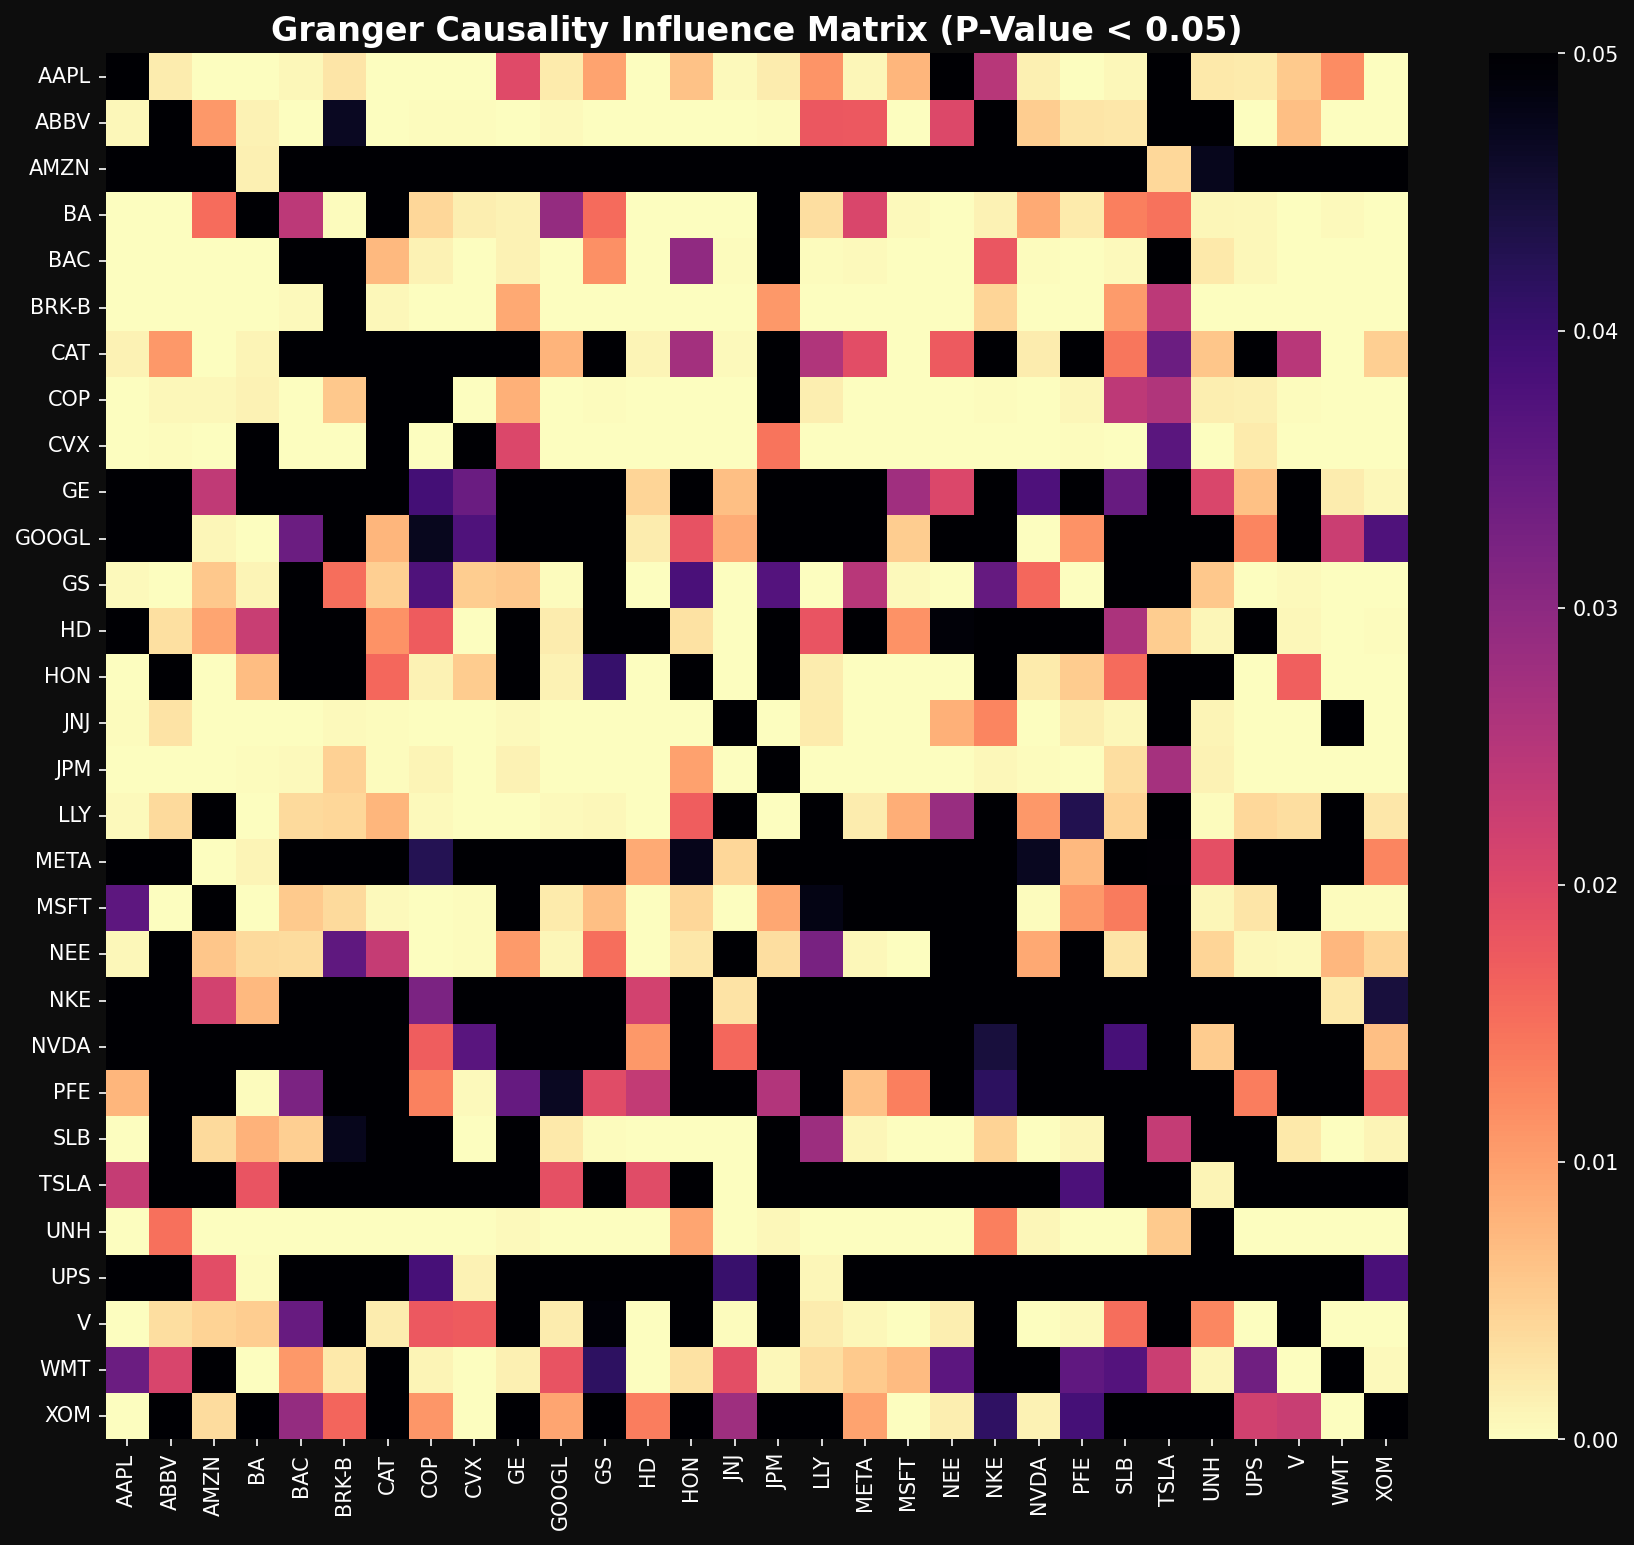 Granger Causality Influence Matrix (P-Value < 0.05)
AAPL
ABBV
AMZN
BA
BAC
BRK-B
CAT
COP
CVX
GE
GOOGL
GS
HD
HON
JNJ
JPM
LLY
META
MSFT
NEE
NKE
NVDA
PFE
SLB
TSLA
UNH
UPS
V
WMT
XOM
AAPL
ABBV
AMZN
BA
BAC
BRK-B
CAT
COP
CVX
GE
GOOGL
GS
HD
HON
JNJ
JPM
LLY
META
MSFT
NEE
NKE
NVDA
PFE
SLB
TSLA
UNH
UPS
V
WMT
XOM
0.05
0.04
0.03
0.02
0.01
0.00